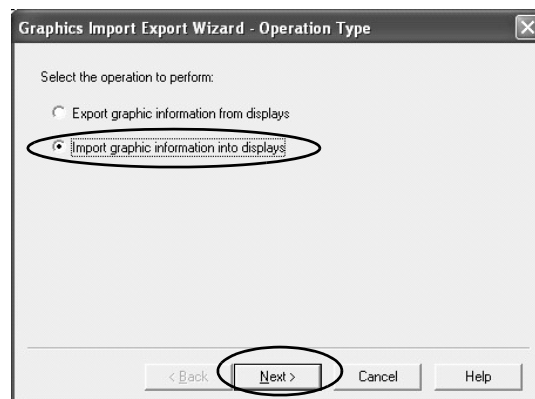 Graphics Import Export Wizard - Operation Type
Select the operation to perform:
Export graphic information from displays
Import graphic information into displays
< Back Next > Cancel Help